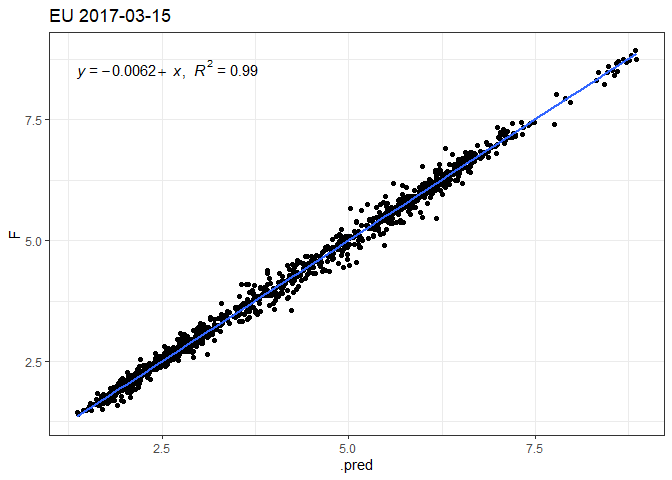 EU 2017-03-15
y = −0.0062+ x, R² = 0.99
F
7.5
5.0
2.5
2.5 5.0 7.5
.pred